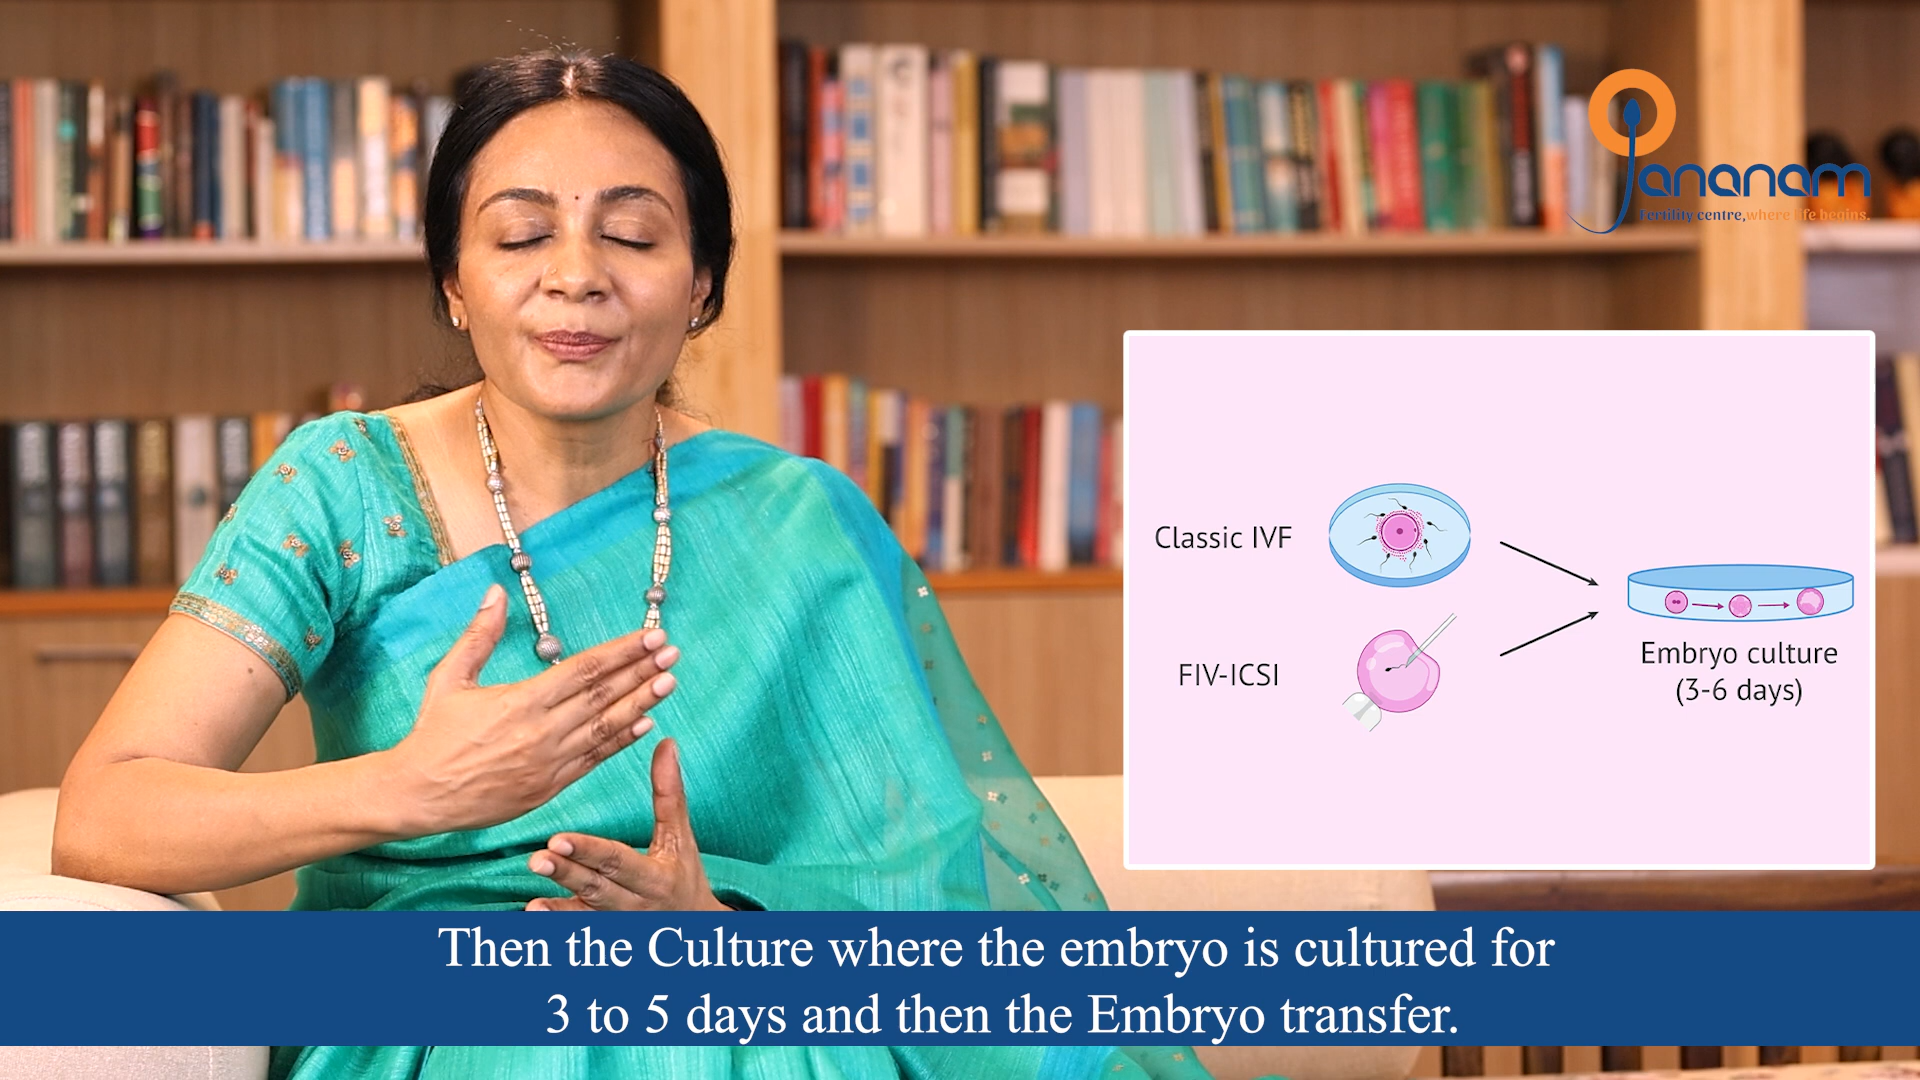 Jananam
Fertility centre, where life begins.
Classic IVF
FIV-ICSI
Embryo culture
(3-6 days)
Then the Culture where the embryo is cultured for
3 to 5 days and then the Embryo transfer.